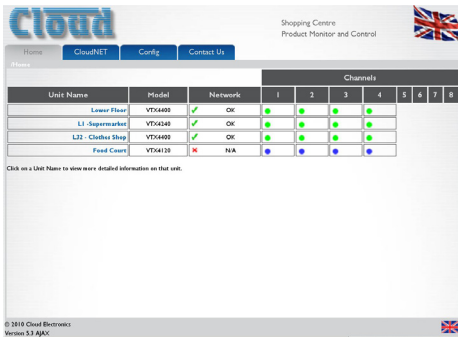 Cloud
Shopping Centre
Product Monitor and Control
Home CloudNET Config Contact Us
/Home
Channels
Unit Name Model Network 1 2 3 4 5 6 7 8
Lower Floor VTX4400 OK
L1 -Supermarket VTX4240 OK
L32 - Clothes Shop VTX4400 OK
Food Court VTX4120 N/A
Click on a Unit Name to view more detailed information on that unit.
© 2010 Cloud Electronics
Version 5.3 AJAX